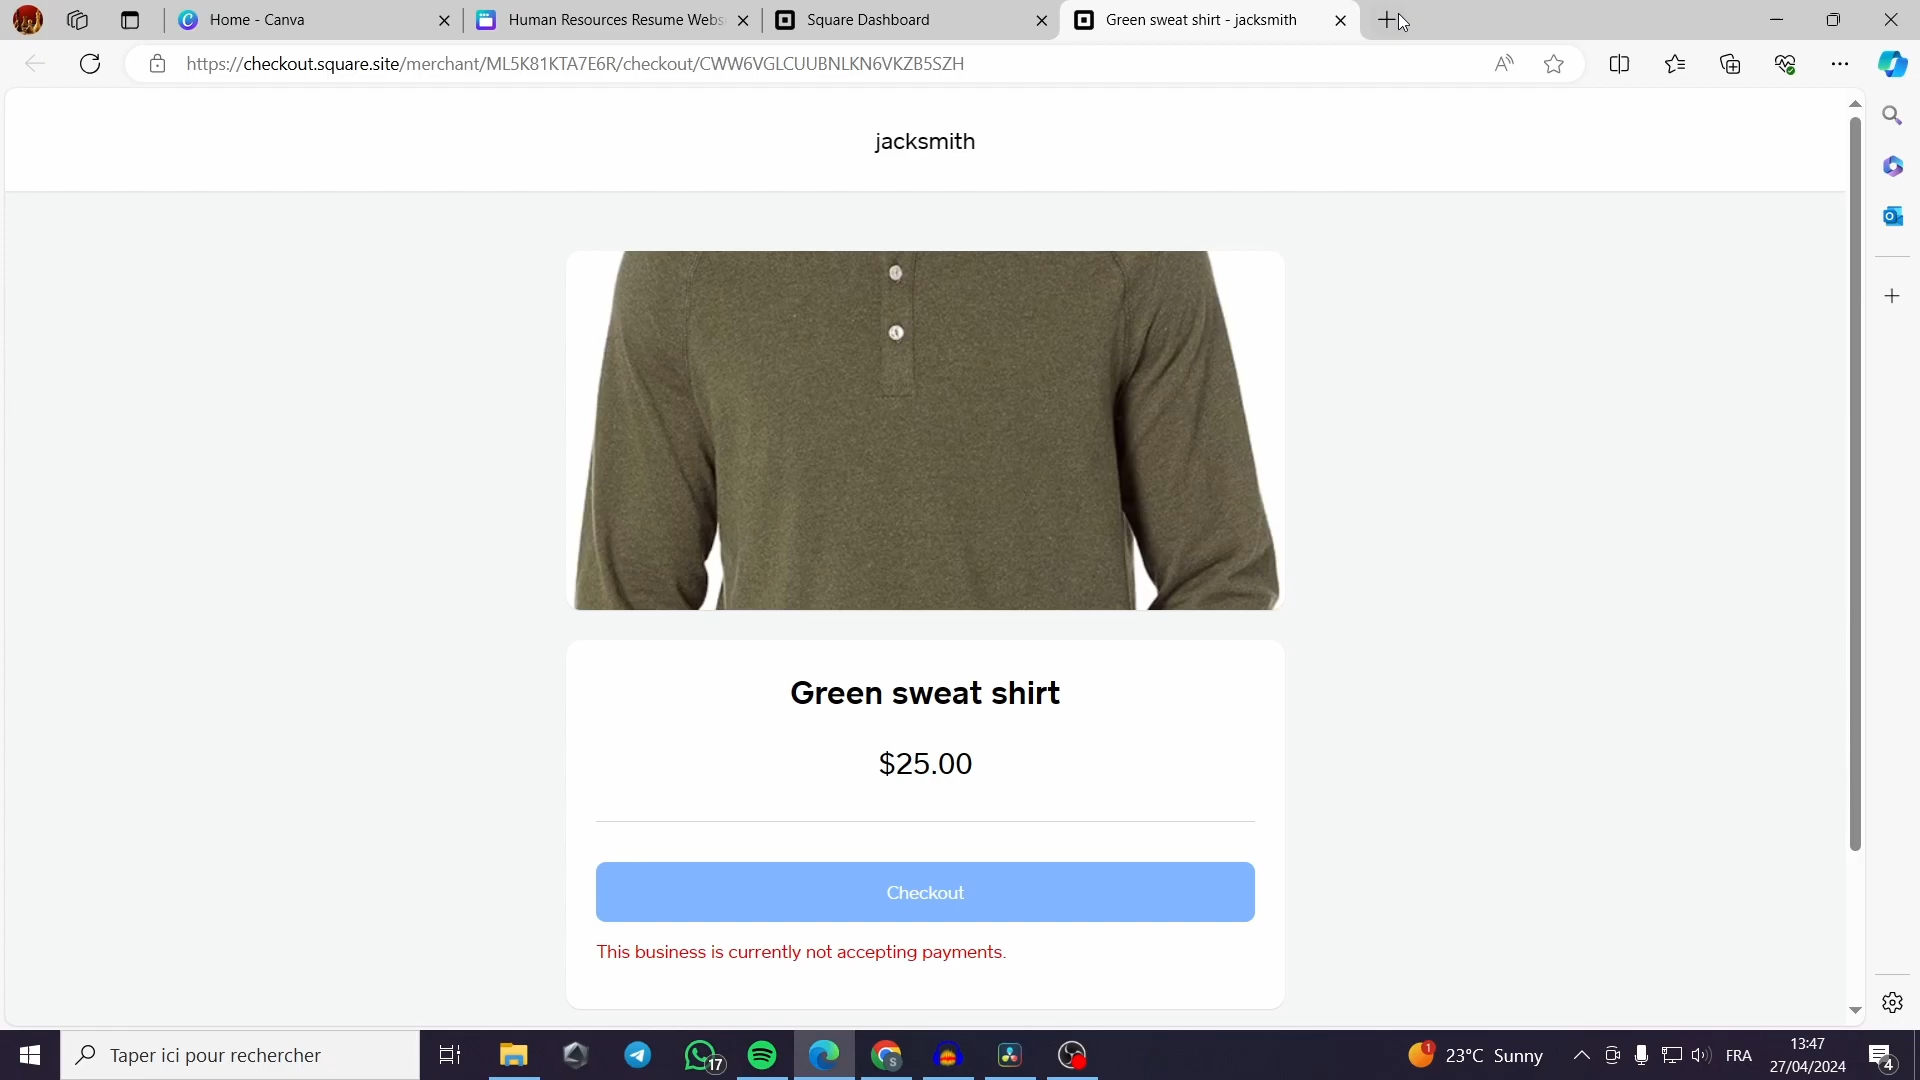 Home - Canva
Human Resources Resume Webs
Square Dashboard
Green sweat shirt - jacksmith
https://checkout.square.site/merchant/ML5K81KTA7E6R/checkout/CWW6VGLCUUBNLKN6VKZB5SZH
jacksmith
Green sweat shirt
$25.00
Checkout
This business is currently not accepting payments.
Taper ici pour rechercher
17
1
23°C Sunny
FRA
13:47
27/04/2024
4